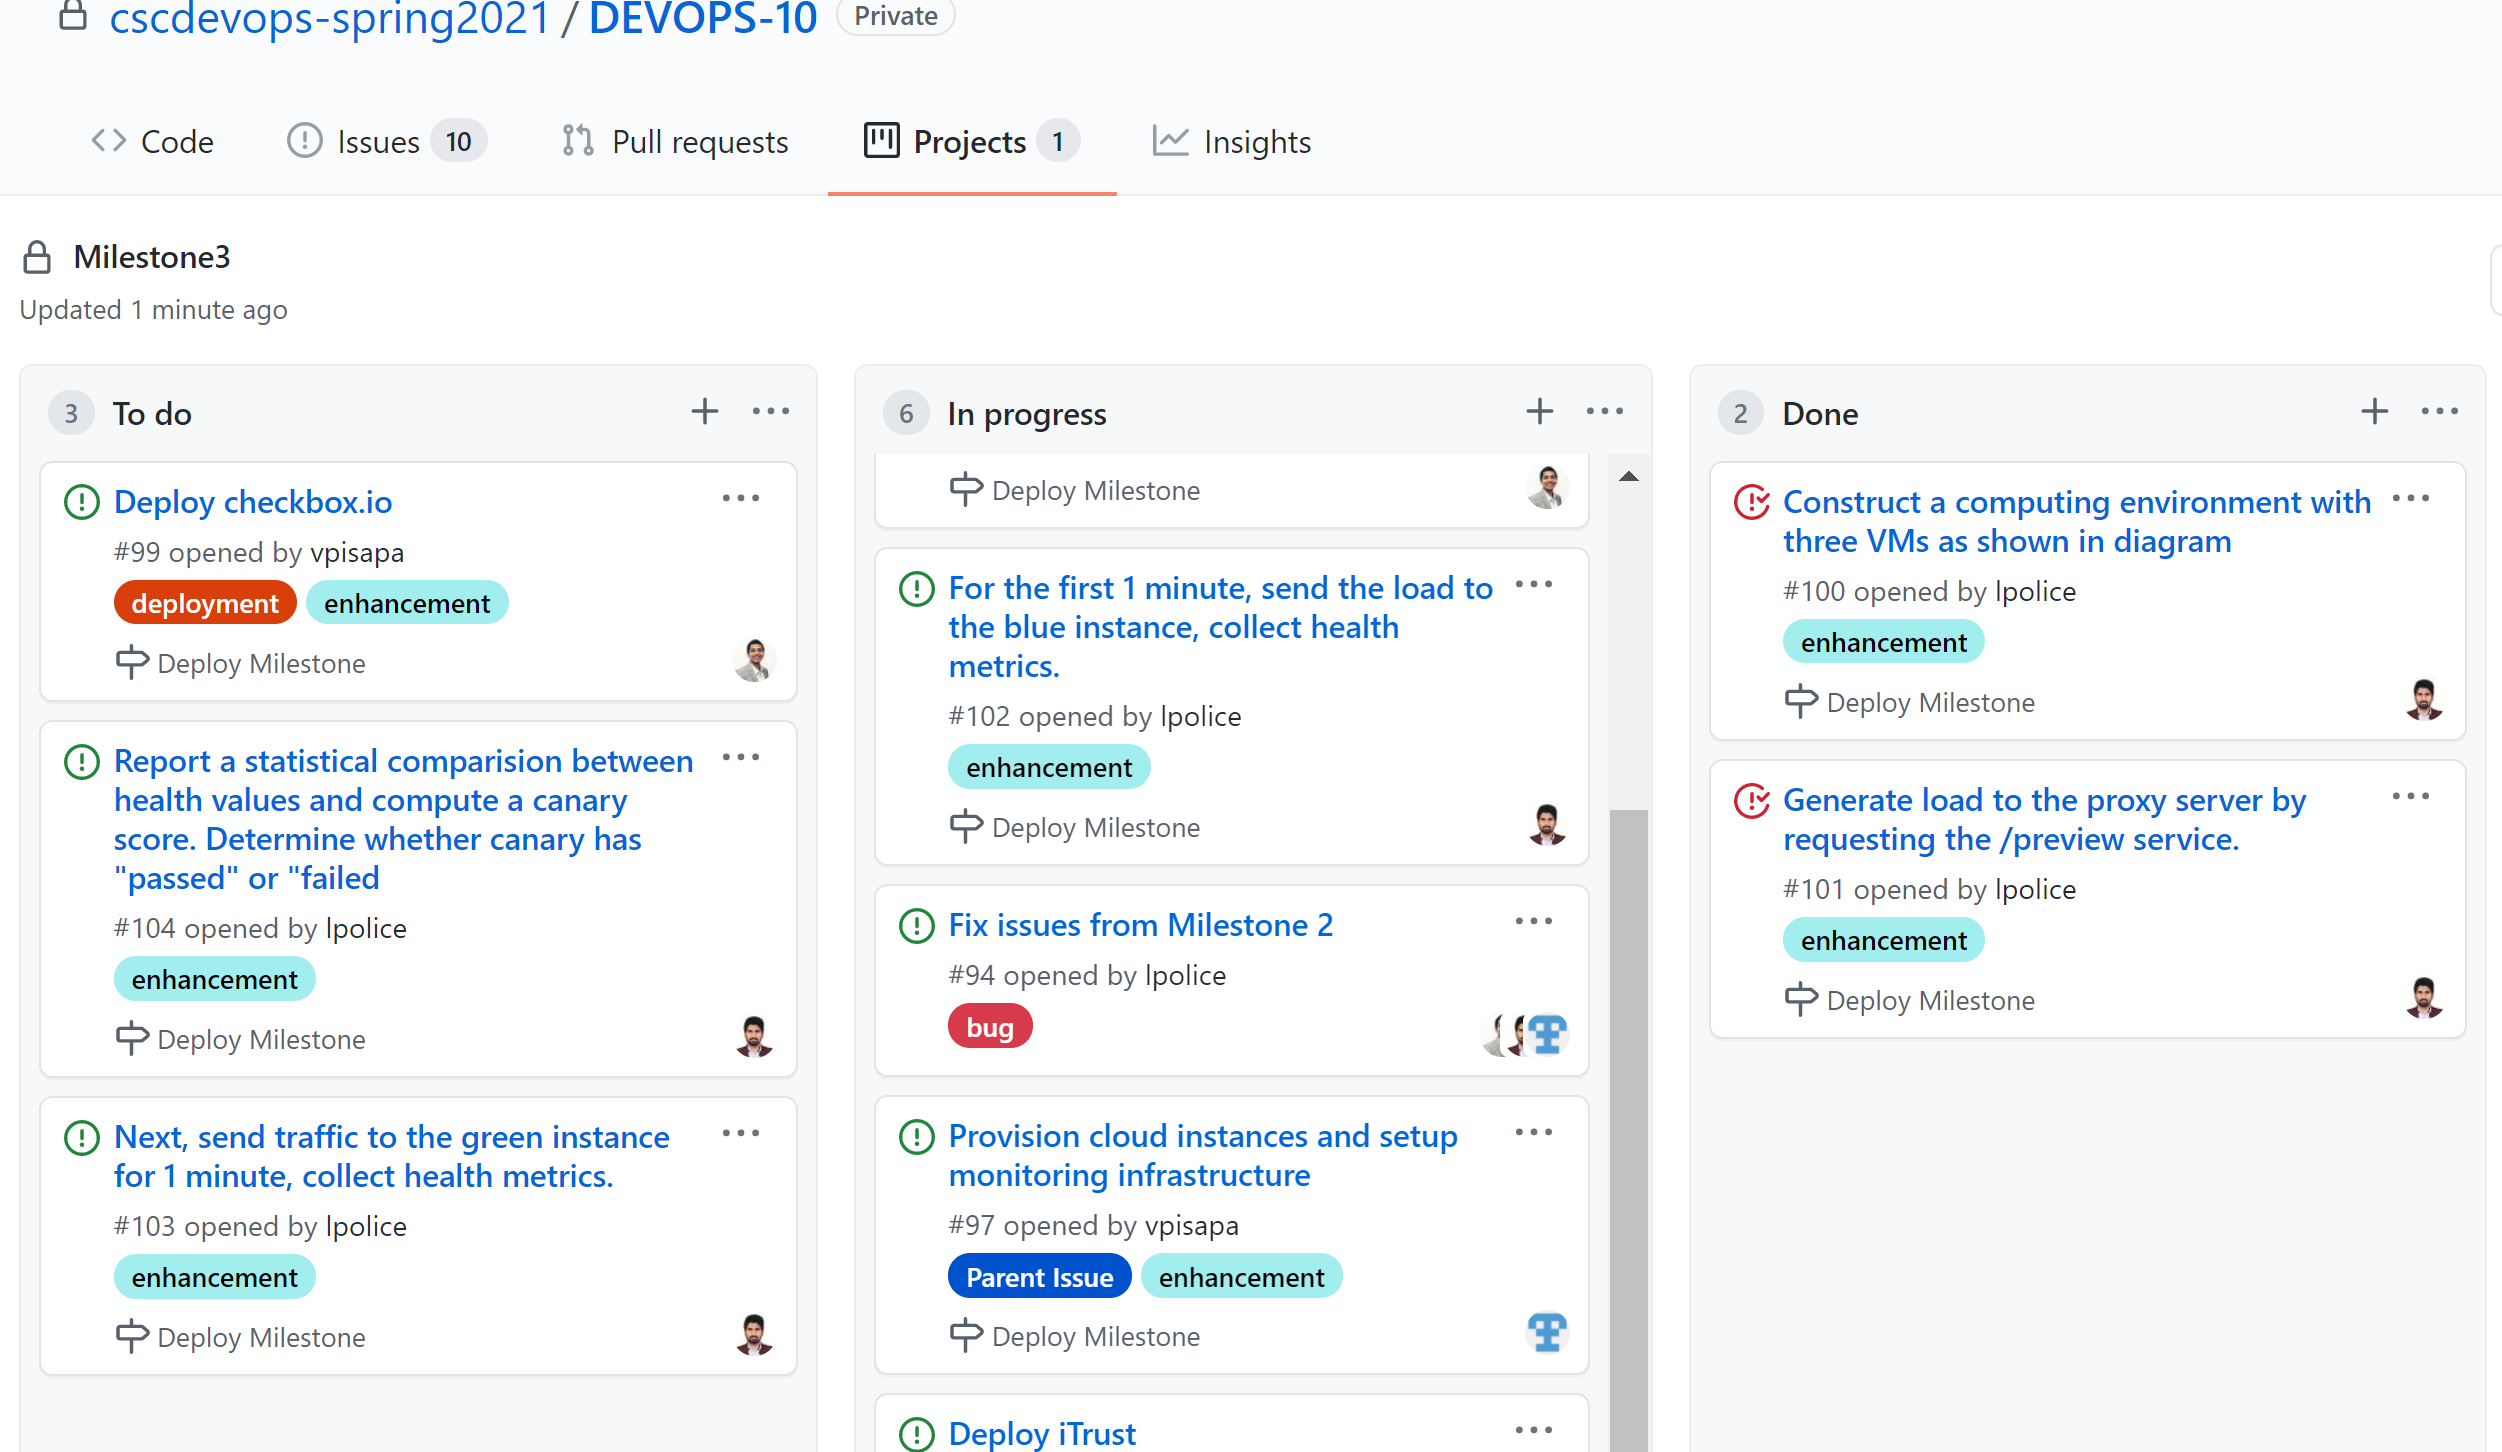 cscdevops-spring2021 / DEVOPS-10 Private
Code Issues 10 Pull requests Projects 1 Insights
Milestone3
Updated 1 minute ago
3 To do
Deploy checkbox.io
#99 opened by vpisapa
deployment enhancement
Deploy Milestone
Report a statistical comparision between
health values and compute a canary
score. Determine whether canary has
"passed" or "failed
#104 opened by lpolice
enhancement
Deploy Milestone
Next, send traffic to the green instance
for 1 minute, collect health metrics.
#103 opened by lpolice
enhancement
Deploy Milestone
6 In progress
Deploy Milestone
For the first 1 minute, send the load to
the blue instance, collect health
metrics.
#102 opened by lpolice
enhancement
Deploy Milestone
Fix issues from Milestone 2
#94 opened by lpolice
bug
Provision cloud instances and setup
monitoring infrastructure
#97 opened by vpisapa
Parent Issue enhancement
Deploy Milestone
Deploy iTrust
2 Done
Construct a computing environment with
three VMs as shown in diagram
#100 opened by lpolice
enhancement
Deploy Milestone
Generate load to the proxy server by
requesting the /preview service.
#101 opened by lpolice
enhancement
Deploy Milestone